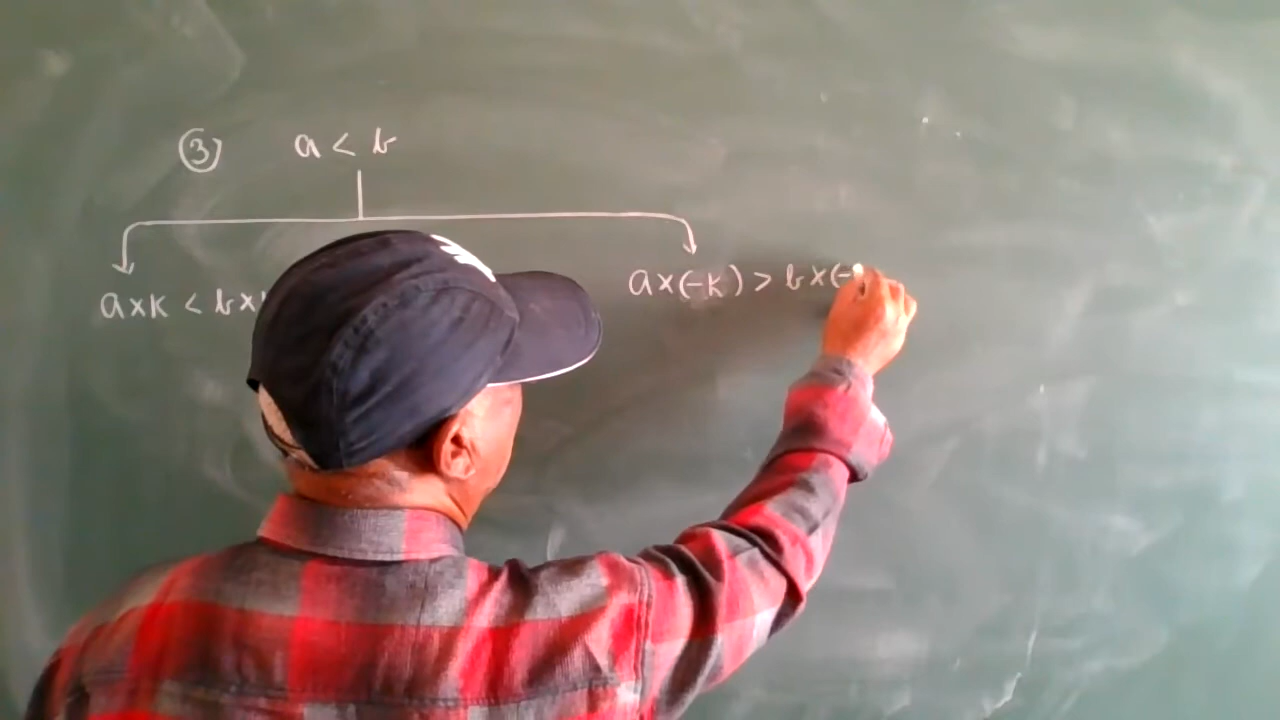 ③ a < b
a×k < b×
a×(-k) > b×(-